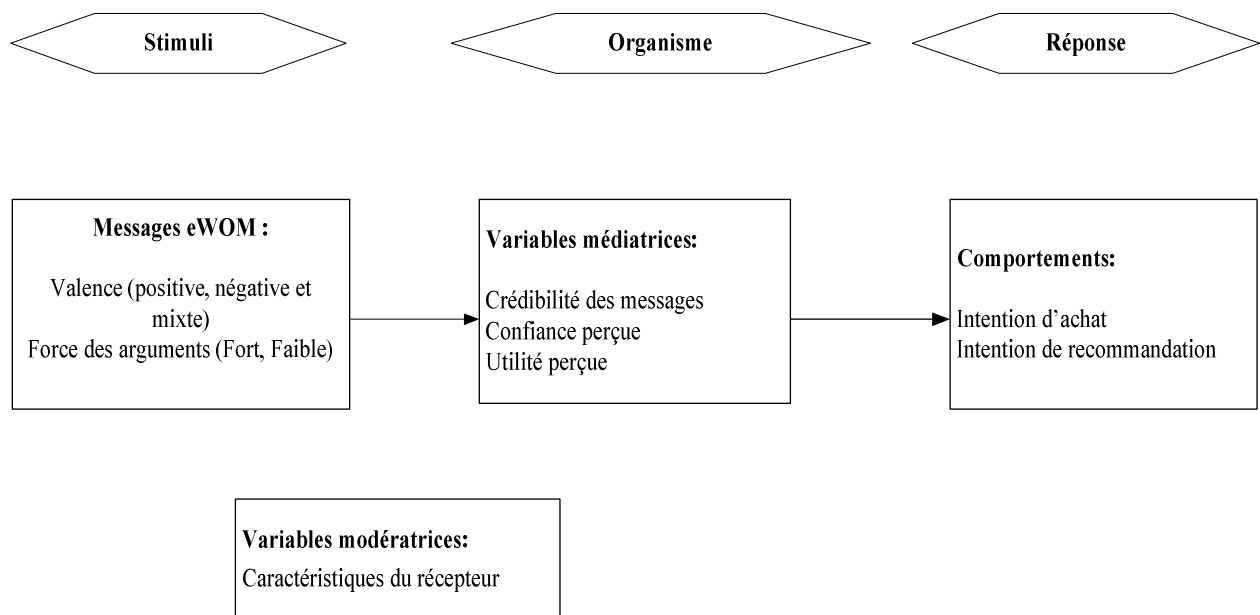 Stimuli
Organisme
Réponse
Messages eWOM :
Valence (positive, négative et
mixte)
Force des arguments (Fort, Faible)
Variables médiatrices:
Crédibilité des messages
Confiance perçue
Utilité perçue
Comportements:
Intention d’achat
Intention de recommandation
Variables modératrices:
Caractéristiques du récepteur